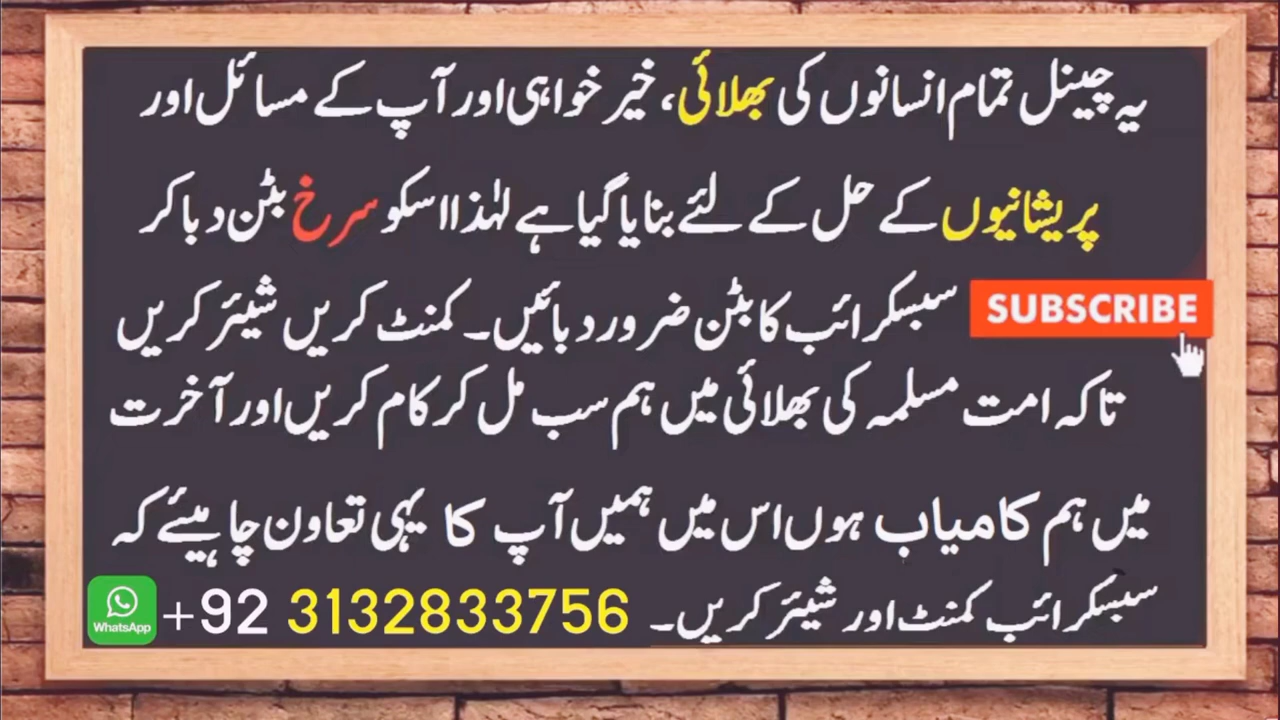 یہ چینل تمام انسانوں کی بھلائی، خیر خواہی اور آپ کے مسائل اور
پریشانیوں کے حل کے لئے بنایا گیا ہے لہٰذا اسکو سرخ بٹن دبا کر
SUBSCRIBE سبسکرائب کا بٹن ضرور دبائیں۔ کمنٹ کریں شیئر کریں
تاکہ امت مسلمہ کی بھلائی میں ہم سب مل کر کام کریں اور آخرت
میں ہم کامیاب ہوں اس میں ہمیں آپ کا یہی تعاون چاہیئے کہ
سبسکرائب کمنٹ اور شیئر کریں۔ +92 3132833756
WhatsApp